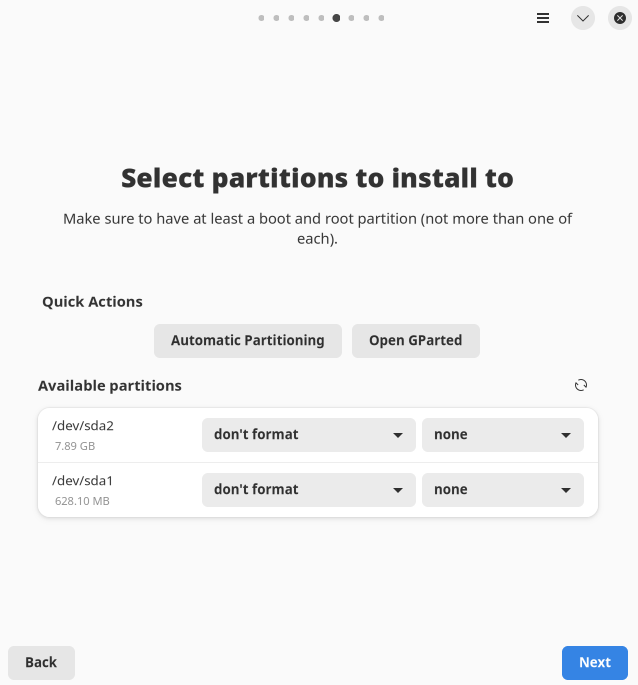 Select partitions to install to
Make sure to have at least a boot and root partition (not more than one of
each).
Quick Actions
Automatic Partitioning Open GParted
Available partitions
/dev/sda2
7.89 GB
don't format none
/dev/sda1
628.10 MB
don't format none
Back Next